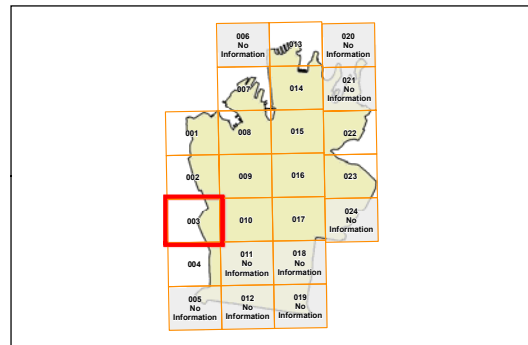 006
No
Information
013
020
No
Information
007
014
021
No
Information
001
008
015
022
002
009
016
023
003
010
017
024
No
Information
004
011
No
Information
018
No
Information
005
No
Information
012
No
Information
019
No
Information